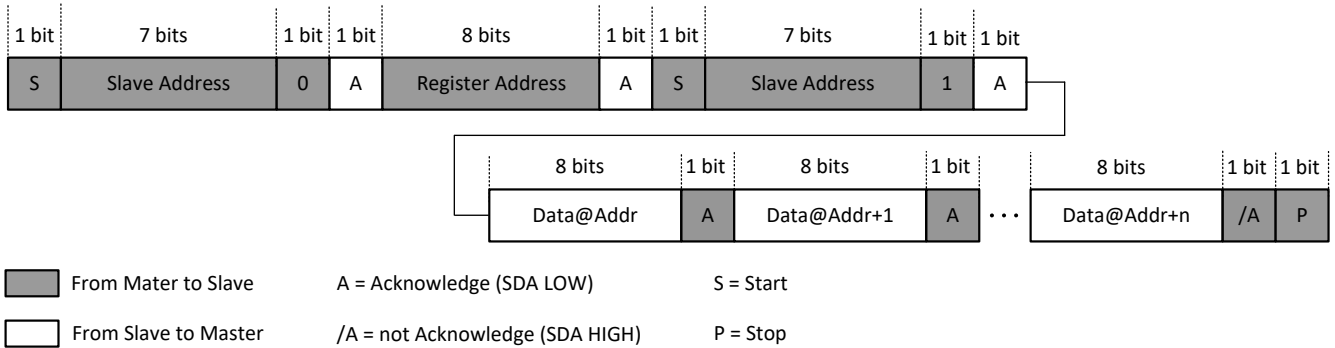 1 bit 7 bits 1 bit 1 bit 8 bits 1 bit 1 bit 7 bits 1 bit 1 bit
S Slave Address 0 A Register Address A S Slave Address 1 A
8 bits 1 bit 8 bits 1 bit 8 bits 1 bit 1 bit
Data@Addr A Data@Addr+1 A ··· Data@Addr+n /A P
From Mater to Slave A = Acknowledge (SDA LOW) S = Start
From Slave to Master /A = not Acknowledge (SDA HIGH) P = Stop